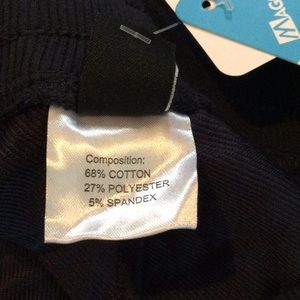 Composition:
68% COTTON
27% POLYESTER
5% SPANDEX